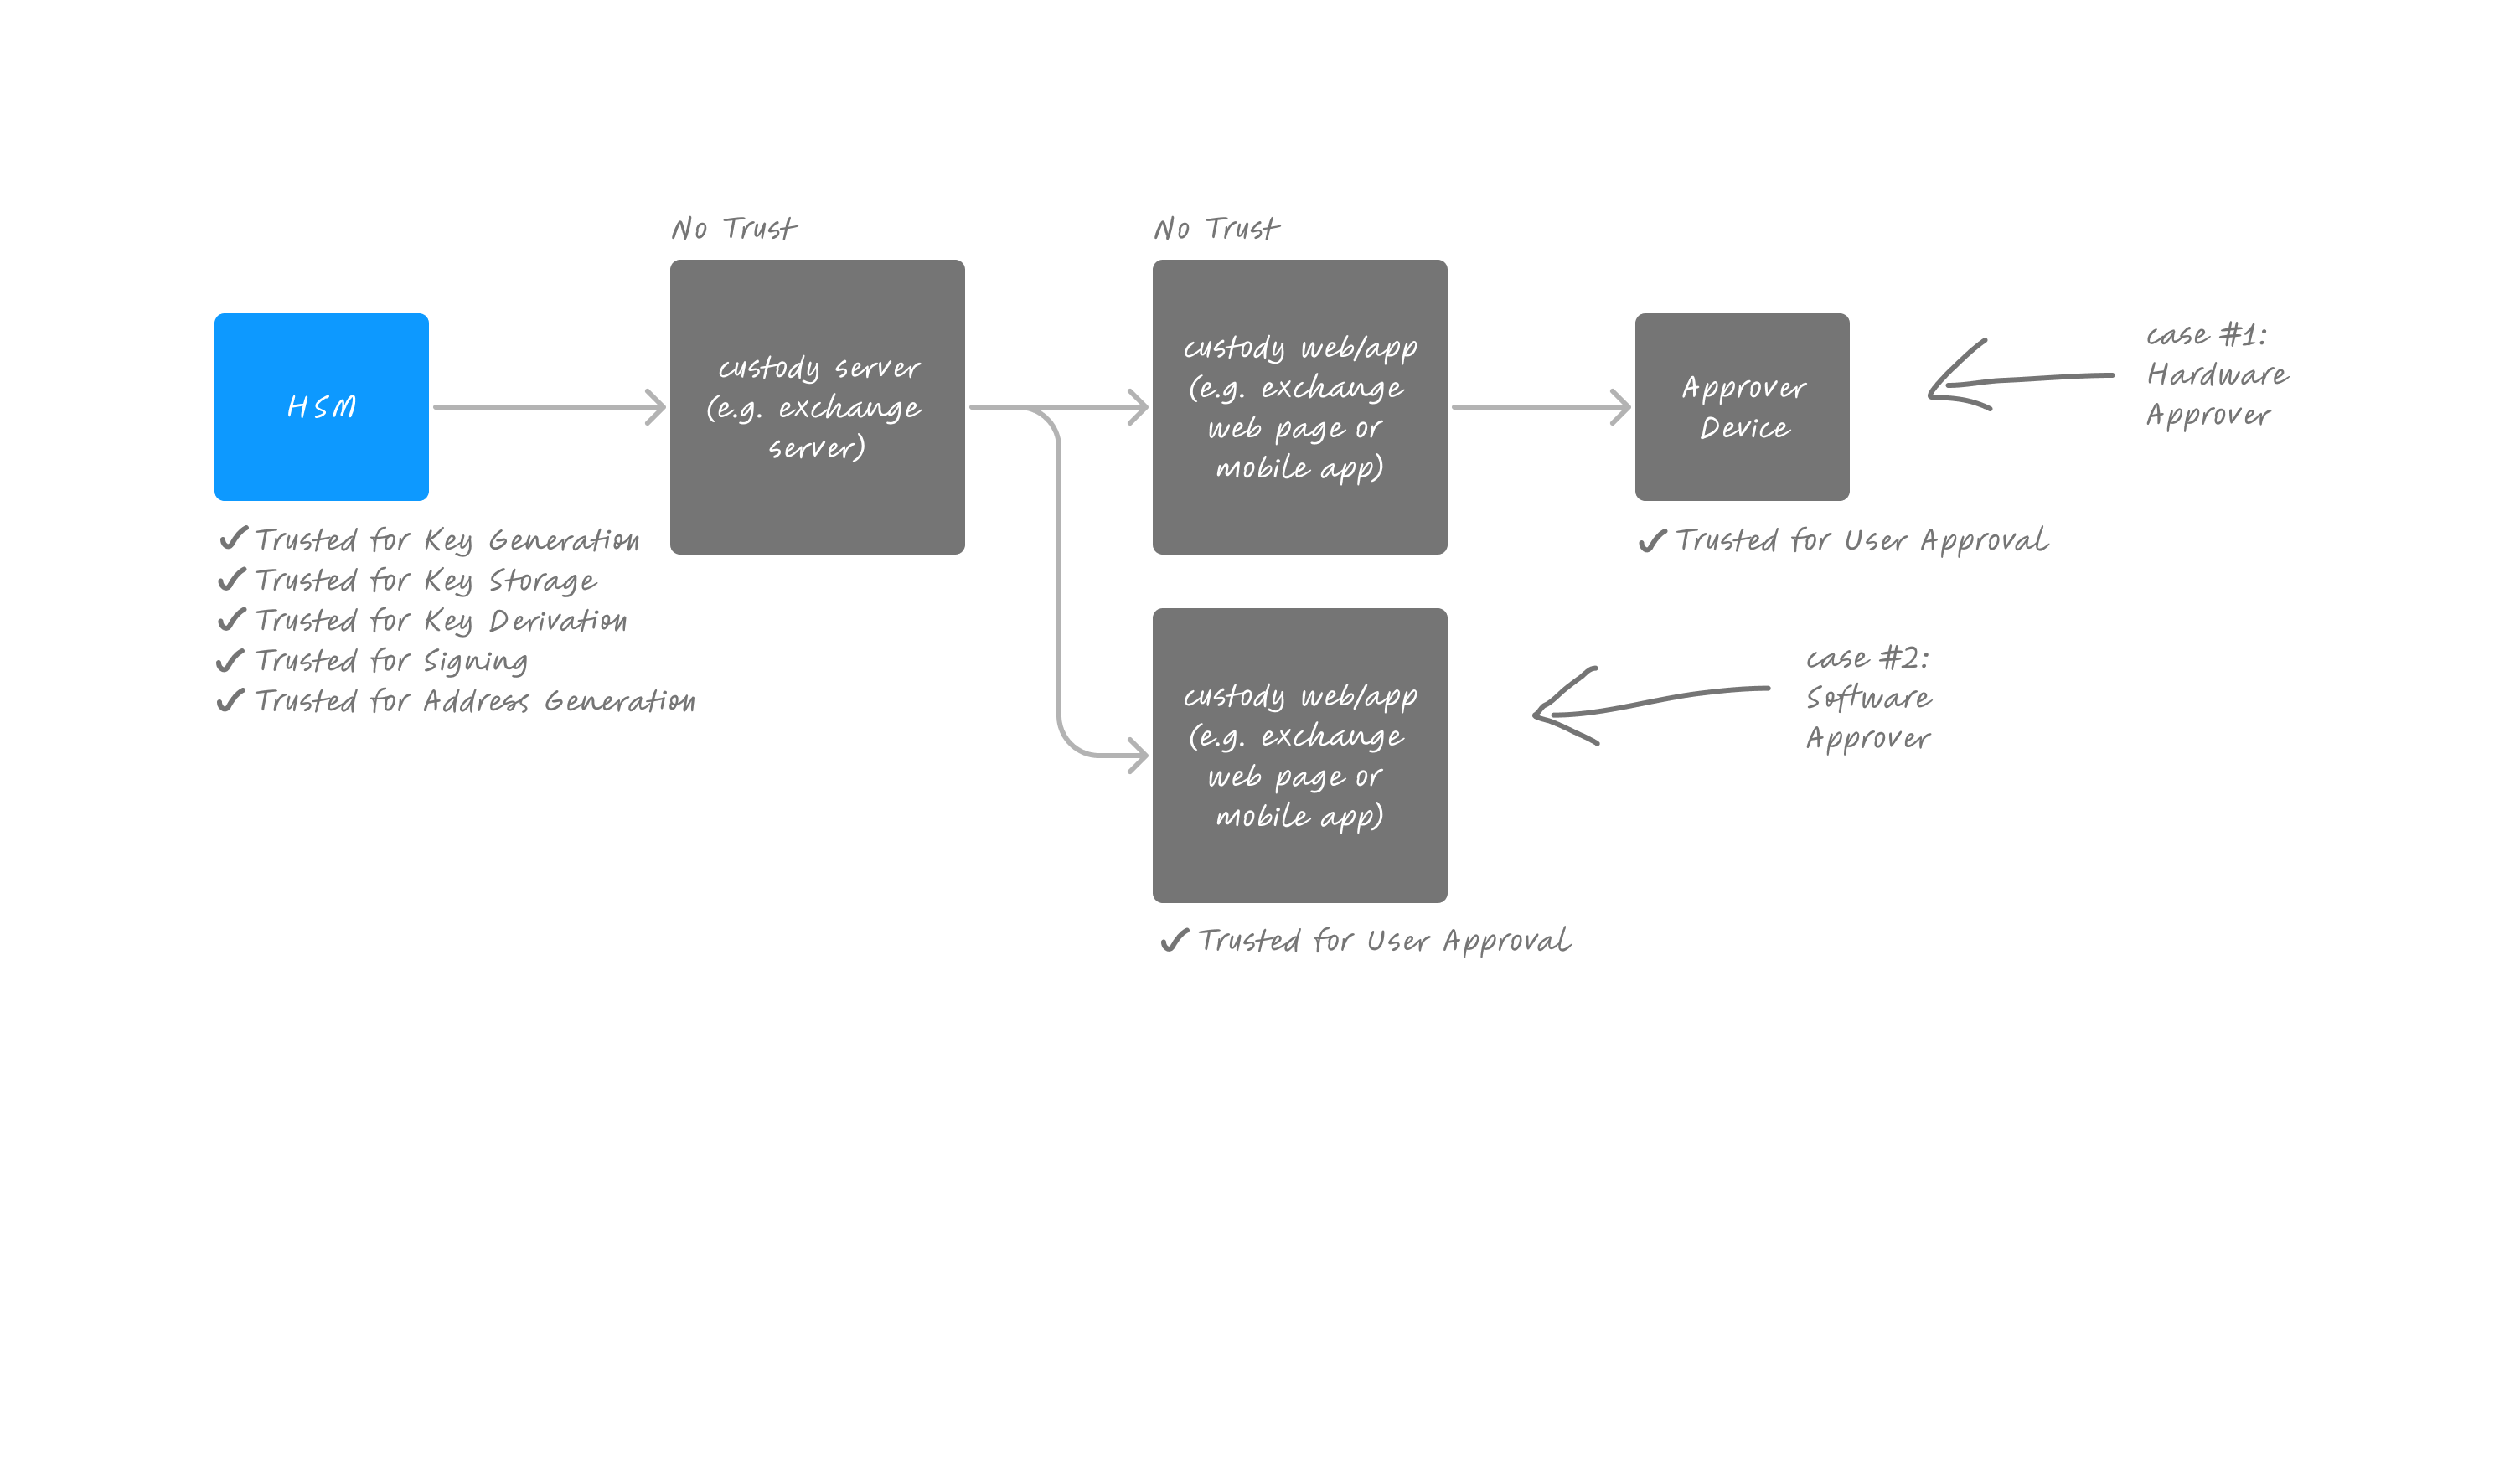 No Trust
No Trust
HSM
custody server
(e.g. exchange
server)
custody web/app
(e.g. exchange
web page or
mobile app)
Approver
Device
case #1:
Hardware
Approver
Trusted for Key Generation
Trusted for Key Storage
Trusted for Key Derivation
Trusted for Signing
Trusted for Address Generation
Trusted for User Approval
custody web/app
(e.g. exchange
web page or
mobile app)
case #2:
Software
Approver
Trusted for User Approval